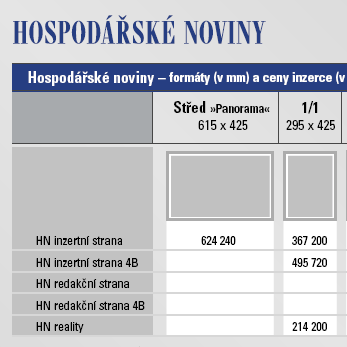 HOSPODÁŘSKÉ NOVINY
Hospodářské noviny – formáty (v mm) a ceny inzerce (v
Střed »Panorama« 1/1
615 x 425 295 x 425
HN inzertní strana 624 240 367 200
HN inzertní strana 4B 495 720
HN redakční strana
HN redakční strana 4B
HN reality 214 200